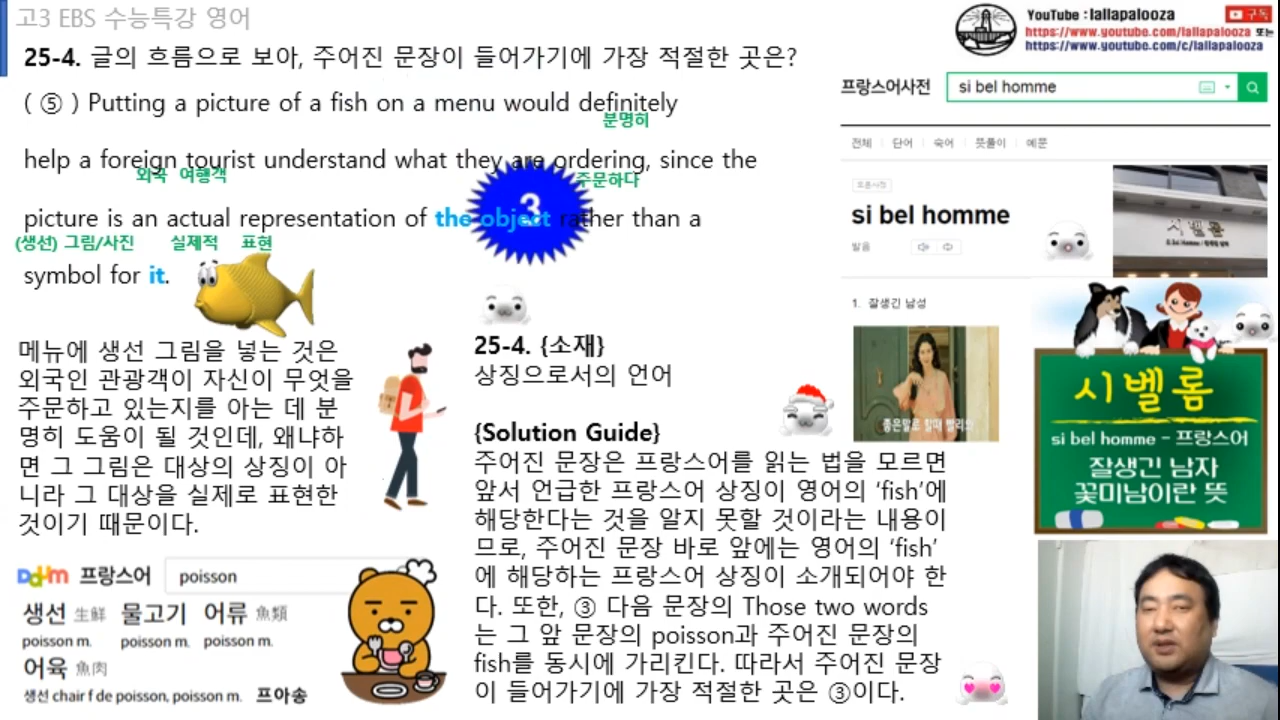 고3 EBS 수능특강 영어
25-4. 글의 흐름으로 보아, 주어진 문장이 들어가기에 가장 적절한 곳은?
( ⑤ ) Putting a picture of a fish on a menu would definitely
분명히
help a foreign tourist understand what they are ordering, since the
외국 여행객
주문하다
3
picture is an actual representation of the object rather than a
(생선) 그림/사진 실제적 표현
symbol for it.
메뉴에 생선 그림을 넣는 것은
외국인 관광객이 자신이 무엇을
주문하고 있는지를 아는 데 분
명히 도움이 될 것인데, 왜냐하
면 그 그림은 대상의 상징이 아
니라 그 대상을 실제로 표현한
것이기 때문이다.
Daum 프랑스어 poisson
생선 生鮮 물고기 어류 魚類
poisson m. poisson m. poisson m.
어육 魚肉
생선 chair f de poisson, poisson m. 프아송
25-4. {소재}
상징으로서의 언어
{Solution Guide}
주어진 문장은 프랑스어를 읽는 법을 모르면
앞서 언급한 프랑스어 상징이 영어의 ‘fish’에
해당한다는 것을 알지 못할 것이라는 내용이
므로, 주어진 문장 바로 앞에는 영어의 ‘fish’
에 해당하는 프랑스어 상징이 소개되어야 한
다. 또한, ③ 다음 문장의 Those two words
는 그 앞 문장의 poisson과 주어진 문장의
fish를 동시에 가리킨다. 따라서 주어진 문장
이 들어가기에 가장 적절한 곳은 ③이다.
YouTube : lallapalooza 구독
https://www.youtube.com/lallapalooza 또는
https://www.youtube.com/c/lallapalooza
프랑스어사전 si bel homme
전체 단어 숙어 뜻풀이 예문
오픈사전
si bel homme
발음
시벨롬
1. 잘생긴 남성
좋은말로 할때 빨리와
시벨롬
si bel homme - 프랑스어
잘생긴 남자
꽃미남이란 뜻